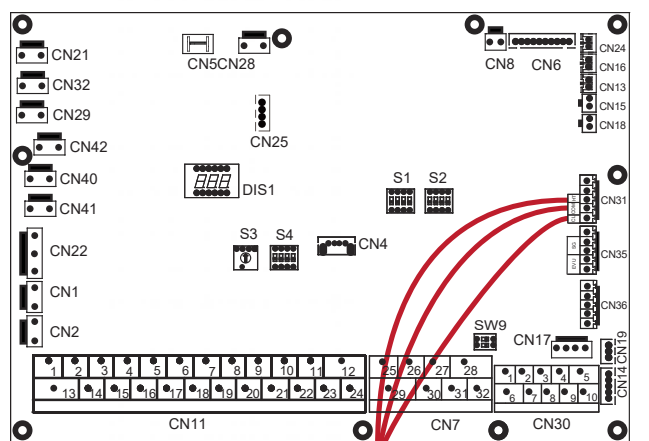 CN21
CN5
CN28
CN8
CN6
CN24
CN16
CN13
CN15
CN18
CN32
CN29
CN42
CN25
CN40
CN41
DIS1
S1
S2
CN31
CN22
S3
S4
CN4
SG
EVU
CN35
CN1
CN36
CN2
SW9
CN17
CN19
CN14
1 2 3 4 5 6 7 8 9 10 11 12
13 14 15 16 17 18 19 20 21 22 23 24
CN11
25 26 27 28
29 30 31 32
CN7
1 2 3 4 5
6 7 8 9 10
CN30